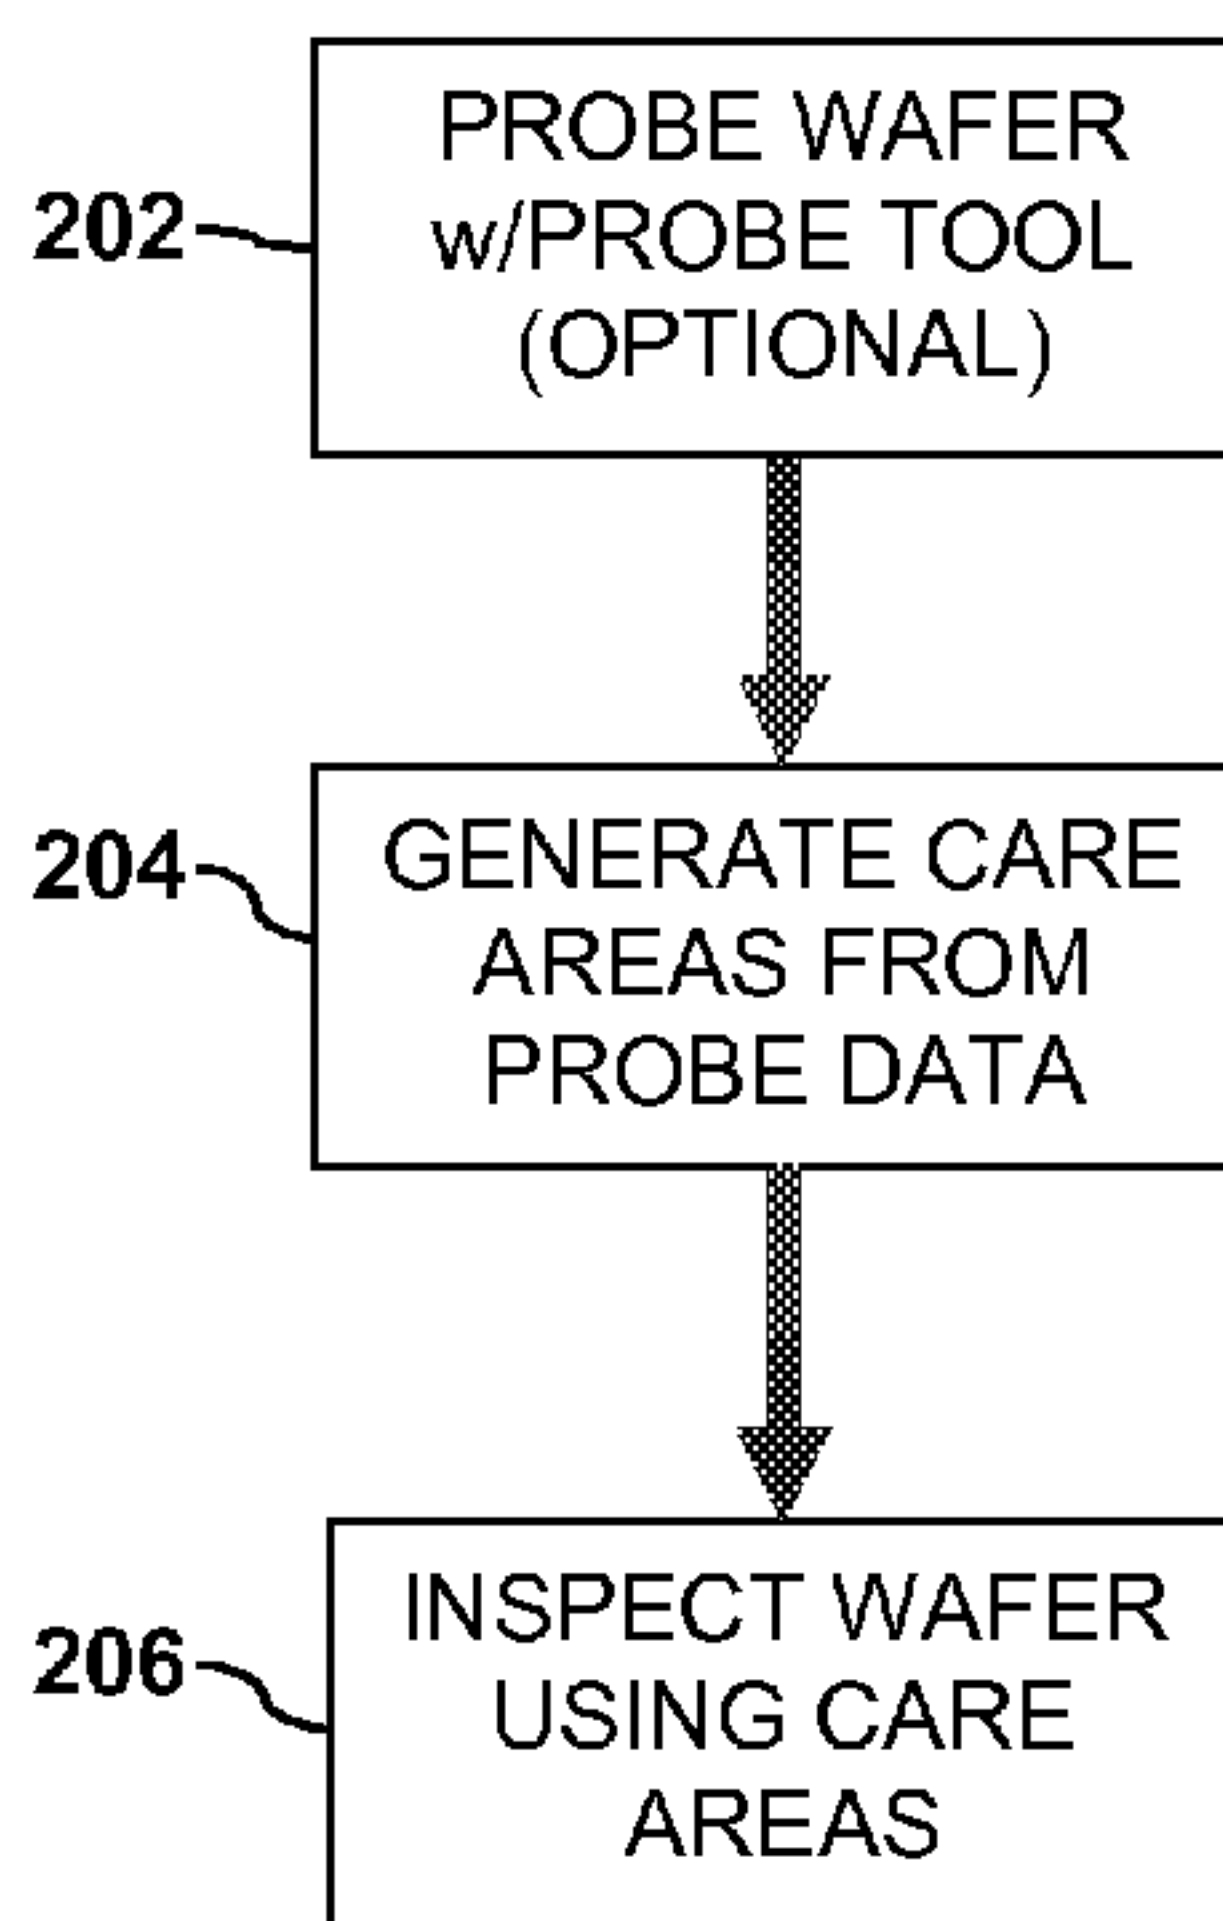 PROBE WAFER
202
w/PROBE TOOL
(OPTIONAL)
204
GENERATE CARE
AREAS FROM
PROBE DATA
INSPECT WAFER
206
USING CARE
AREAS